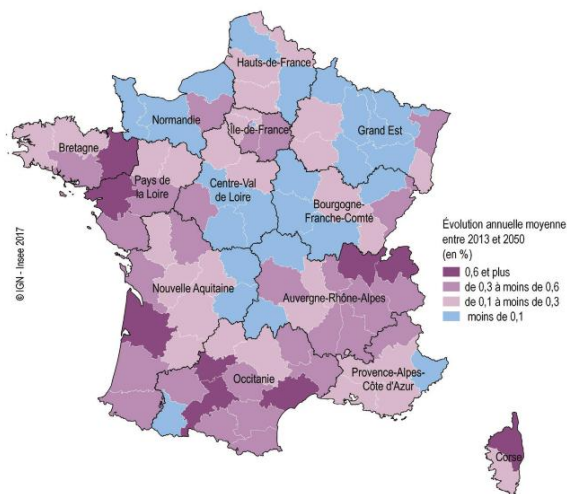 Hauts-de-France
Normandie
Île-de-France
Grand Est
Bretagne
Pays de
la Loire
Centre-Val
de Loire
Bourgogne-
Franche-Comté
Nouvelle Aquitaine
Auvergne-Rhône-Alpes
Occitanie
Provence-Alpes-
Côte d'Azur
Corse
Évolution annuelle moyenne
entre 2013 et 2050
(en %)
0,6 et plus
de 0,3 à moins de 0,6
de 0,1 à moins de 0,3
moins de 0,1
© IGN - Insee 2017